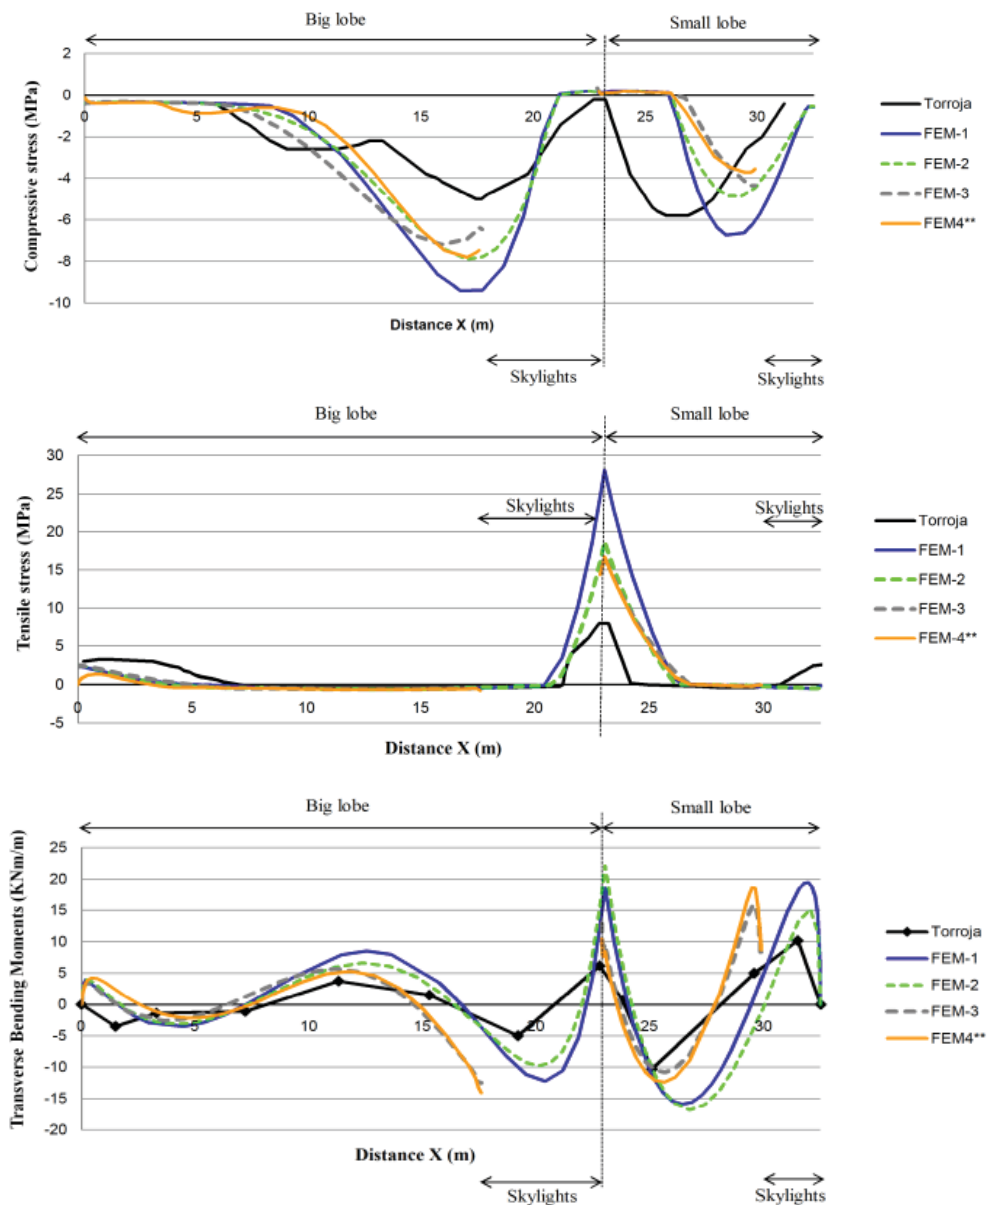 Big lobe
Small lobe
2
0
-2
-4
-6
-8
-10
0
5
10
15
20
25
30
Compressive stress (MPa)
Distance X (m)
Torroja
FEM-1
FEM-2
FEM-3
FEM4**
Skylights
Skylights
Big lobe
Small lobe
30
25
20
15
10
5
0
-5
0
5
10
15
20
25
30
Tensile stress (MPa)
Skylights
Skylights
Distance X (m)
Torroja
FEM-1
FEM-2
FEM-3
FEM-4**
Big lobe
Small lobe
25
20
15
10
5
0
-5
-10
-15
-20
0
5
10
15
20
25
30
Transverse Bending Moments (KNm/m)
Distance X (m)
Torroja
FEM-1
FEM-2
FEM-3
FEM4**
Skylights
Skylights